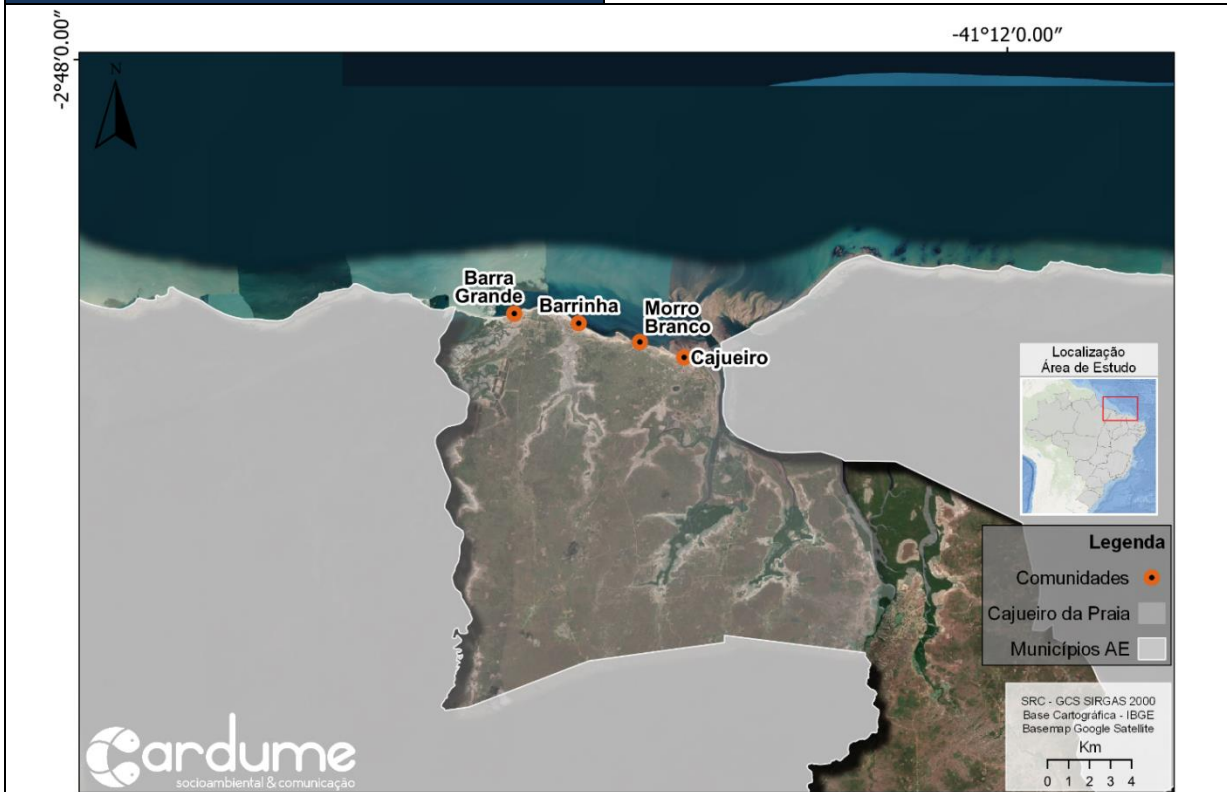 -41°12′0.00″
-2°48′0.00″
N
Barra
Grande
Barrinha
Morro
Branco
Cajueiro
Localização
Área de Estudo
Legenda
Comunidades
Cajueiro da Praia
Municípios AE
SRC - GCS SIRGAS 2000
Base Cartográfica - IBGE
Basemap Google Satellite
Km
0 1 2 3 4
Cardume
socioambiental & comunicação